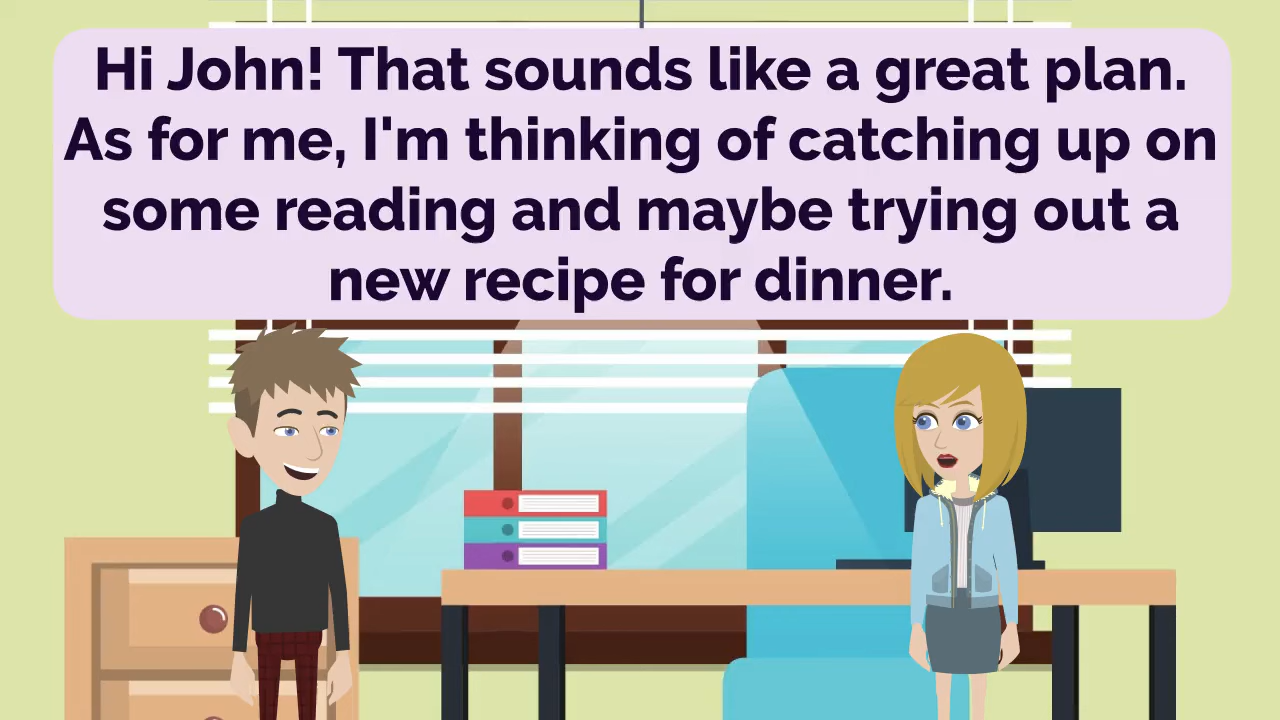 Hi John! That sounds like a great plan.
As for me, I'm thinking of catching up on
some reading and maybe trying out a
new recipe for dinner.